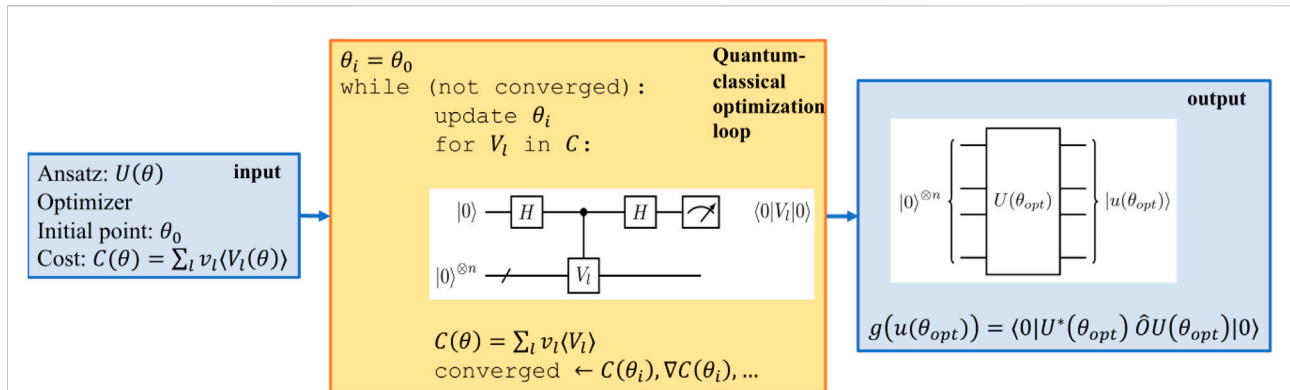 Ansatz: U(θ)
input
Optimizer
Initial point: θ₀
Cost: C(θ) = ∑ₗ vₗ⟨Vₗ(θ)⟩
θᵢ = θ₀
while (not converged):
update θᵢ
for Vₗ in C:
Quantum-
classical
optimization
loop
|0⟩ H H ⟨0|Vₗ|0⟩
|0⟩^⊗n Vₗ
C(θ) = ∑ₗ vₗ⟨Vₗ⟩
converged ← C(θᵢ), ∇C(θᵢ), …
output
|0⟩^⊗n U(θₒₚₜ) |u(θₒₚₜ)⟩
g(u(θₒₚₜ)) = ⟨0|U*(θₒₚₜ) ÔU(θₒₚₜ)|0⟩